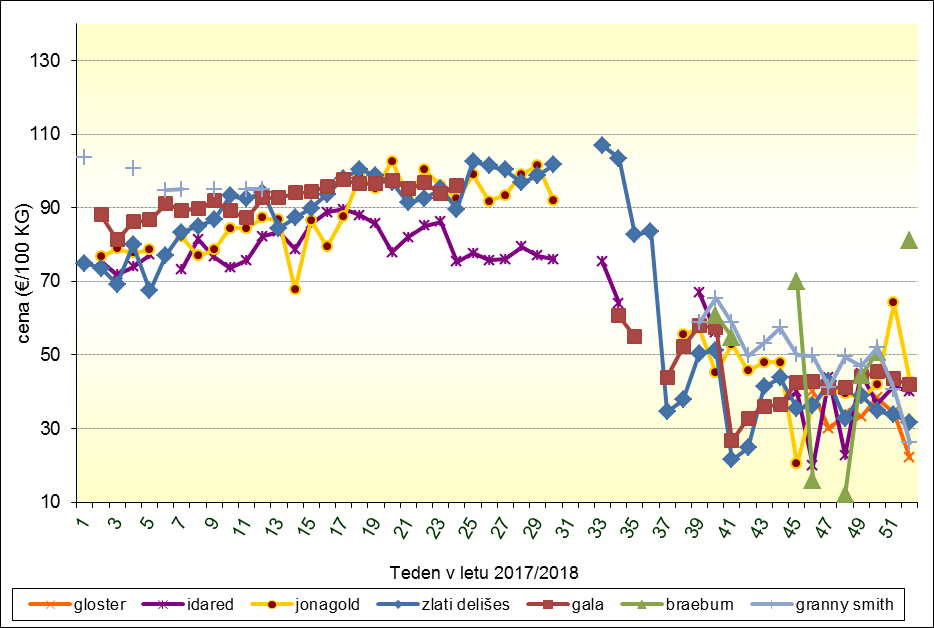 cena (€/100 KG)
130
110
90
70
50
30
10
1 3 5 7 9 11 13 15 17 19 21 23 25 27 29 31 33 35 37 39 41 43 45 47 49 51
Teden v letu 2017/2018
gloster idared jonagold zlati delišes gala braeburn granny smith